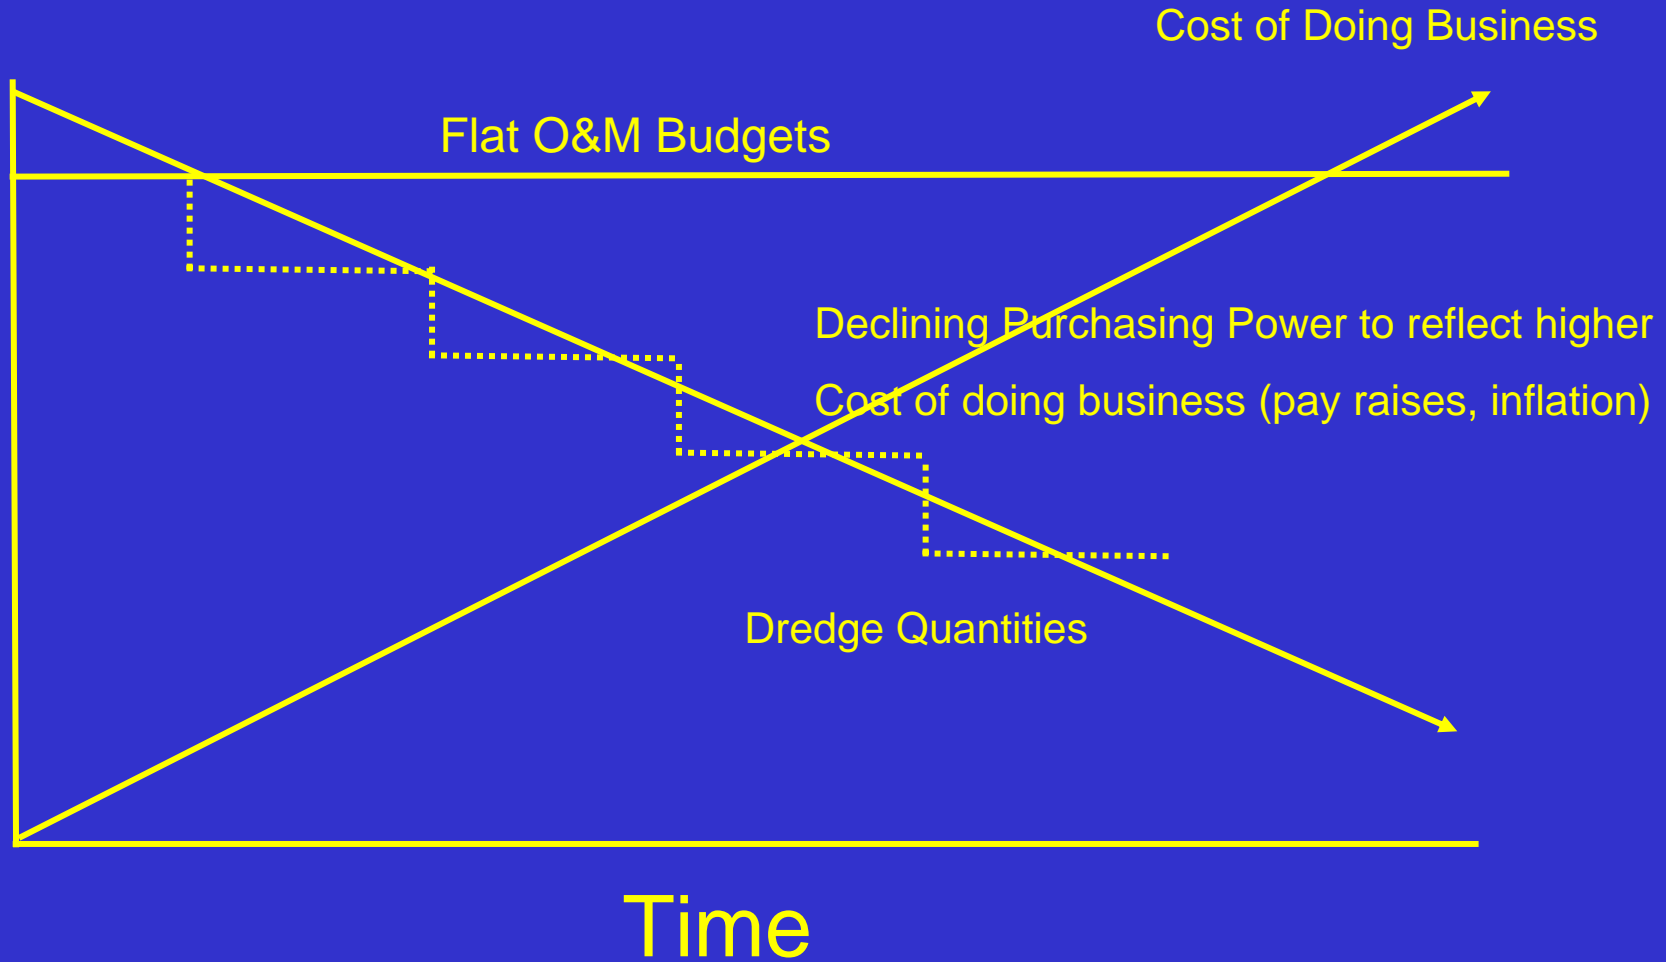 Cost of Doing Business
Flat O&M Budgets
Declining Purchasing Power to reflect higher
Cost of doing business (pay raises, inflation)
Dredge Quantities
Time